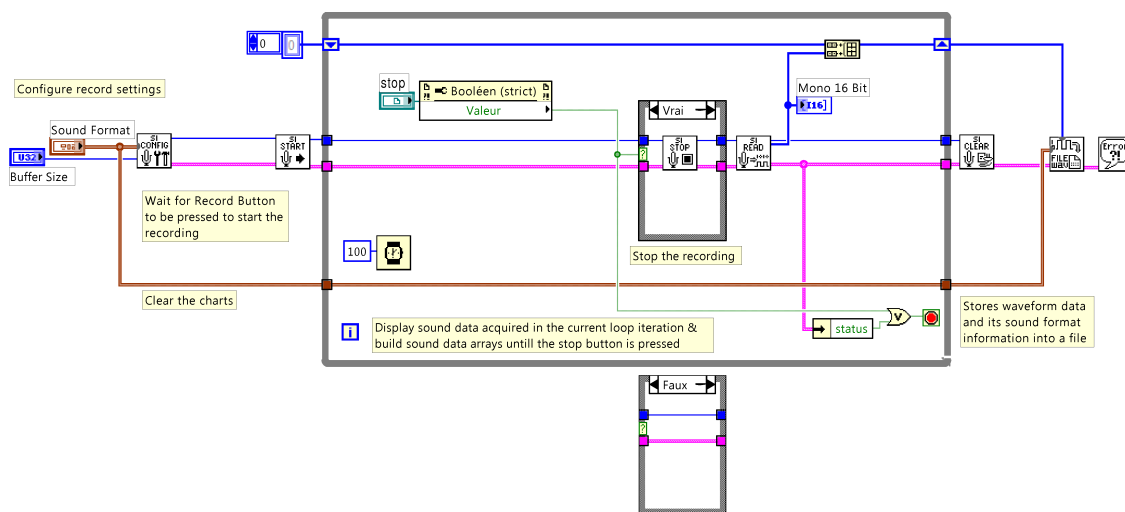 0
0
Configure record settings
stop
Booléen (strict)
Valeur
Mono 16 Bit
[I16]
Vrai
Sound Format
SI
CONFIG
SI
START
SI
STOP
SI
READ
SI
CLEAR
FILE
wav
Error
?!
U32
Buffer Size
?
Wait for Record Button
to be pressed to start the
recording
100
Stop the recording
Clear the charts
i
Display sound data acquired in the current loop iteration &
build sound data arrays untill the stop button is pressed
status
V
Stores waveform data
and its sound format
information into a file
Faux
?